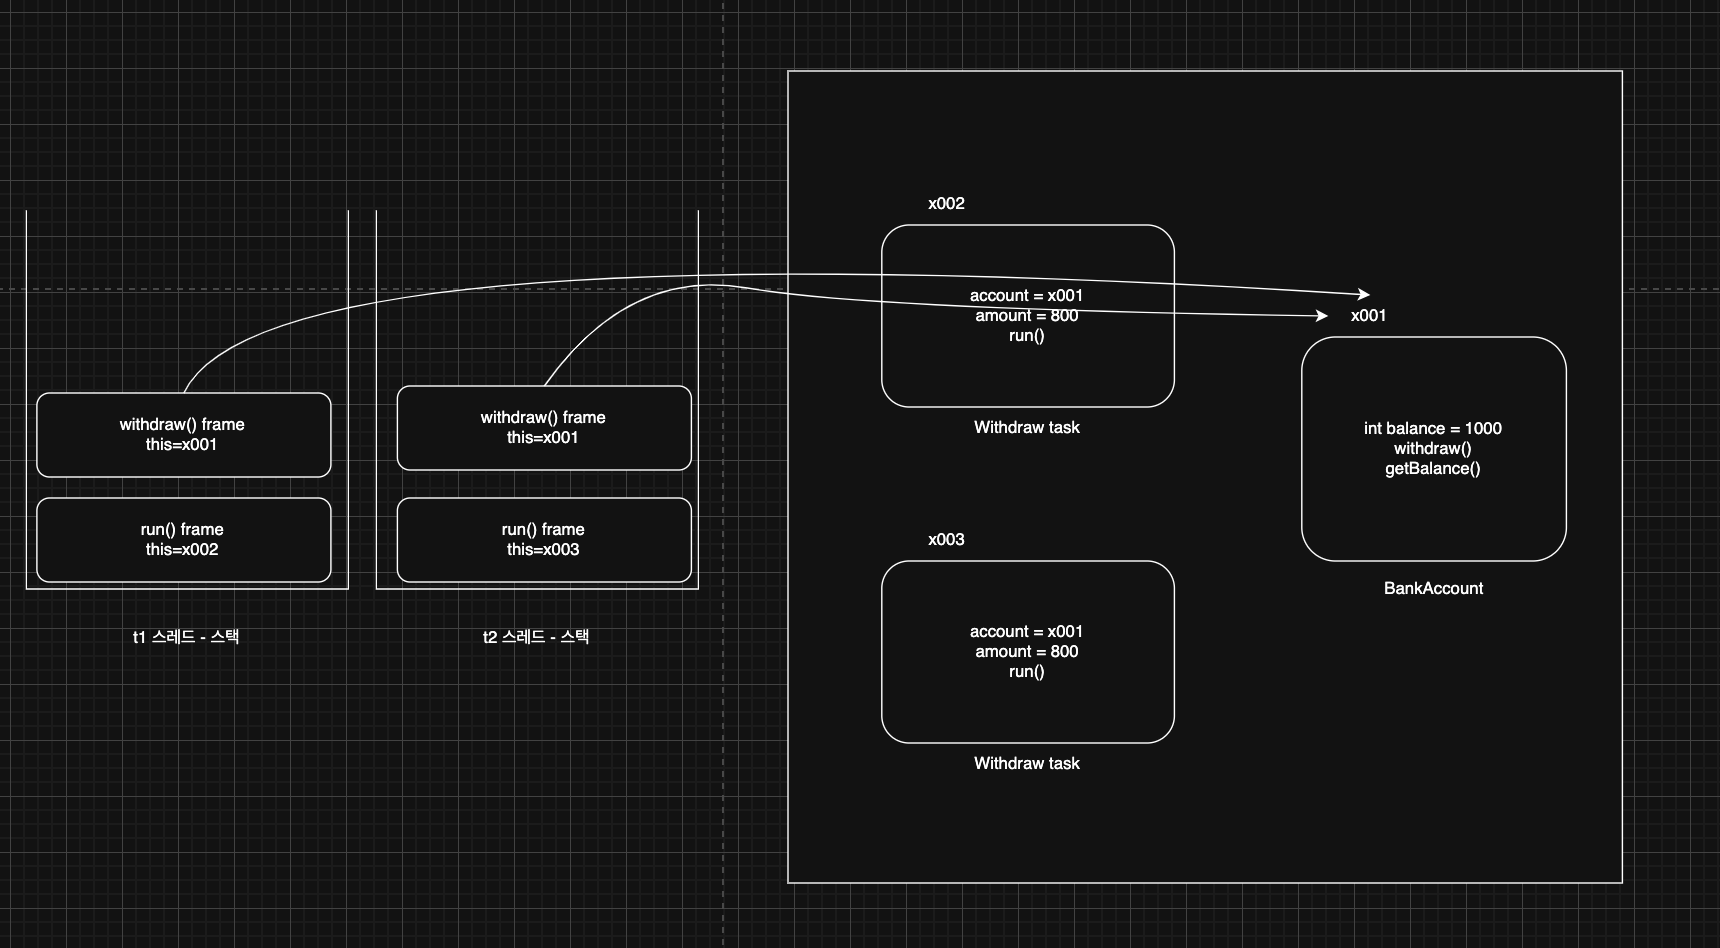 withdraw() frame
this=x001
run() frame
this=x002
t1 스레드 - 스택
withdraw() frame
this=x001
run() frame
this=x003
t2 스레드 - 스택
x002
account = x001
amount = 800
run()
Withdraw task
x003
account = x001
amount = 800
run()
Withdraw task
x001
int balance = 1000
withdraw()
getBalance()
BankAccount